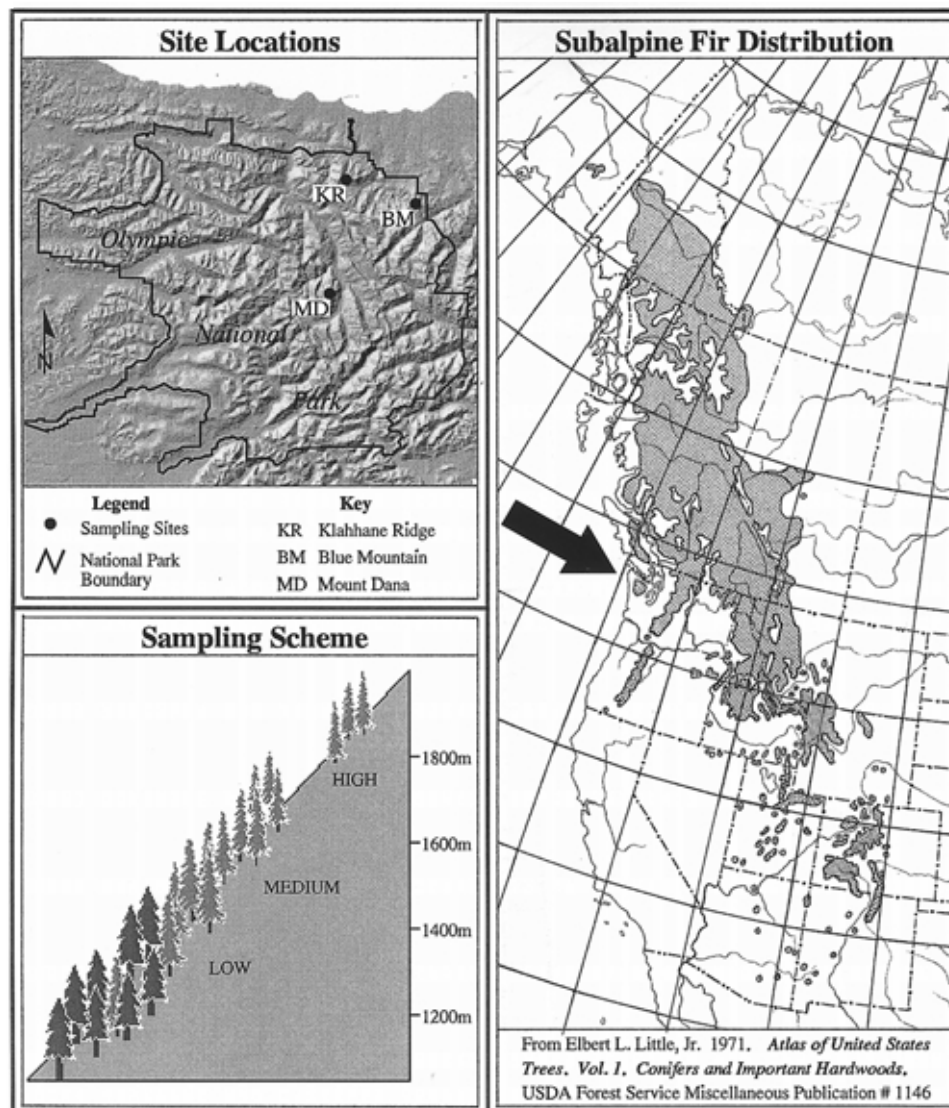 Site Locations
KR
BM
Olympic
MD
National
Park
N
Legend
Key
Sampling Sites
KR Klahhane Ridge
National Park
Boundary
BM Blue Mountain
MD Mount Dana
Sampling Scheme
1800m
HIGH
1600m
MEDIUM
1400m
LOW
1200m
Subalpine Fir Distribution
From Elbert L. Little, Jr. 1971. Atlas of United States
Trees. Vol. 1. Conifers and Important Hardwoods.
USDA Forest Service Miscellaneous Publication # 1146